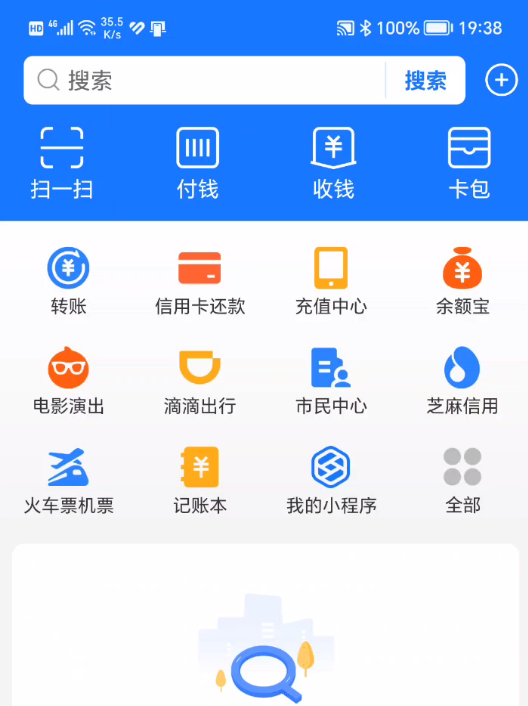 HD 4G 35.5 K/s 100% 19:38
搜索 搜索
扫一扫 付钱 收钱 卡包
转账 信用卡还款 充值中心 余额宝
电影演出 滴滴出行 市民中心 芝麻信用
火车票机票 记账本 我的小程序 全部